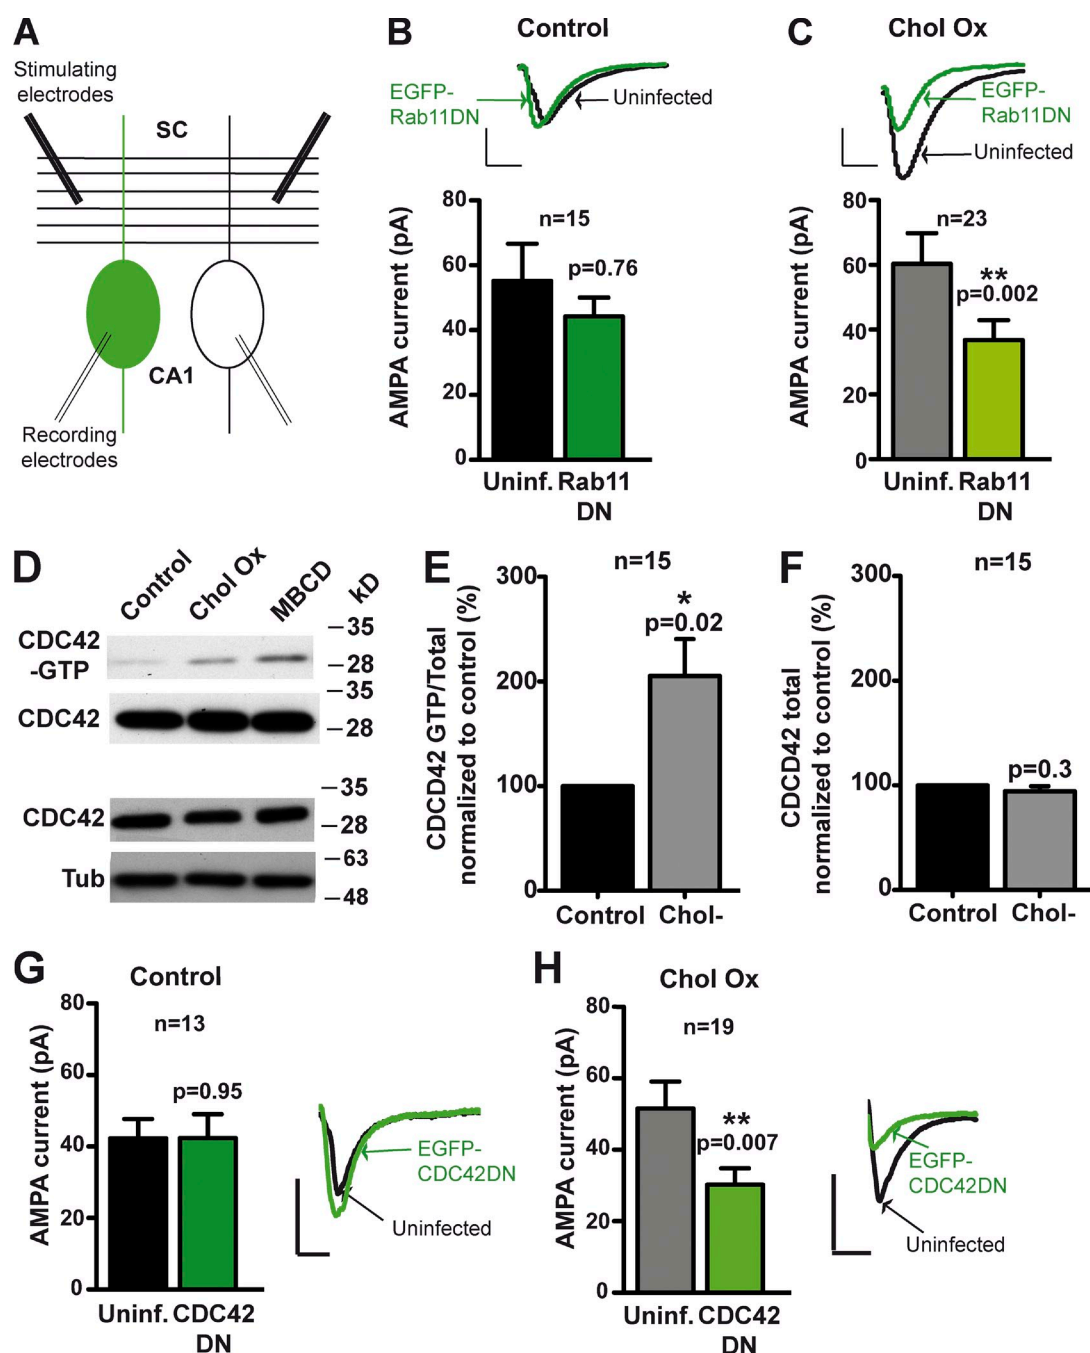 A
Stimulating
electrodes
SC
CA1
Recording
electrodes
B
Control
EGFP-
Rab11DN
Uninfected
AMPA current (pA)
80
60
40
20
0
n=15
p=0.76
Uninf. Rab11
DN
C
Chol Ox
EGFP-
Rab11DN
Uninfected
AMPA current (pA)
80
60
40
20
0
n=23
**
p=0.002
Uninf. Rab11
DN
D
Control
Chol Ox
MBCD
kD
CDC42
-GTP
–35
–28
CDC42
–35
–28
CDC42
–35
–28
Tub
–63
–48
E
CDCD42 GTP/Total
normalized to control (%)
300
200
100
0
n=15
*
p=0.02
Control Chol-
F
CDCD42 total
normalized to control (%)
300
200
100
0
n=15
p=0.3
Control Chol-
G
Control
AMPA current (pA)
80
60
40
20
0
n=13
p=0.95
Uninf. CDC42
DN
EGFP-
CDC42DN
Uninfected
H
Chol Ox
AMPA current (pA)
80
60
40
20
0
n=19
**
p=0.007
Uninf. CDC42
DN
EGFP-
CDC42DN
Uninfected